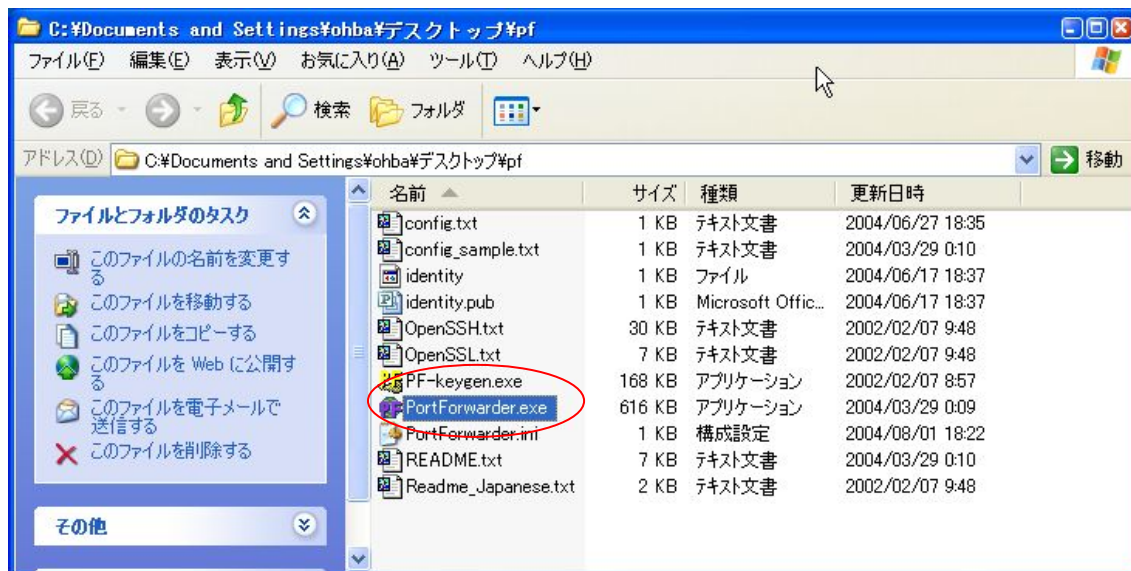 C:¥Documents and Settings¥ohba¥デスクトップ¥pf
ファイル(F) 編集(E) 表示(V) お気に入り(A) ツール(T) ヘルプ(H)
戻る 検索 フォルダ
アドレス(D) C:¥Documents and Settings¥ohba¥デスクトップ¥pf 移動
ファイルとフォルダのタスク
このファイルの名前を変更す
る
このファイルを移動する
このファイルをコピーする
このファイルを Web に公開す
る
このファイルを電子メールで
送信する
このファイルを削除する
その他
名前 サイズ 種類 更新日時
config.txt 1 KB テキスト文書 2004/06/27 18:35
config_sample.txt 1 KB テキスト文書 2004/03/29 0:10
identity 1 KB ファイル 2004/06/17 18:37
identity.pub 1 KB Microsoft Offic... 2004/06/17 18:37
OpenSSH.txt 30 KB テキスト文書 2002/02/07 9:48
OpenSSL.txt 7 KB テキスト文書 2002/02/07 9:48
PF-keygen.exe 168 KB アプリケーション 2002/02/07 8:57
PortForwarder.exe 616 KB アプリケーション 2004/03/29 0:09
PortForwarder.ini 1 KB 構成設定 2004/08/01 18:22
README.txt 7 KB テキスト文書 2004/03/29 0:10
Readme_Japanese.txt 2 KB テキスト文書 2002/02/07 9:48